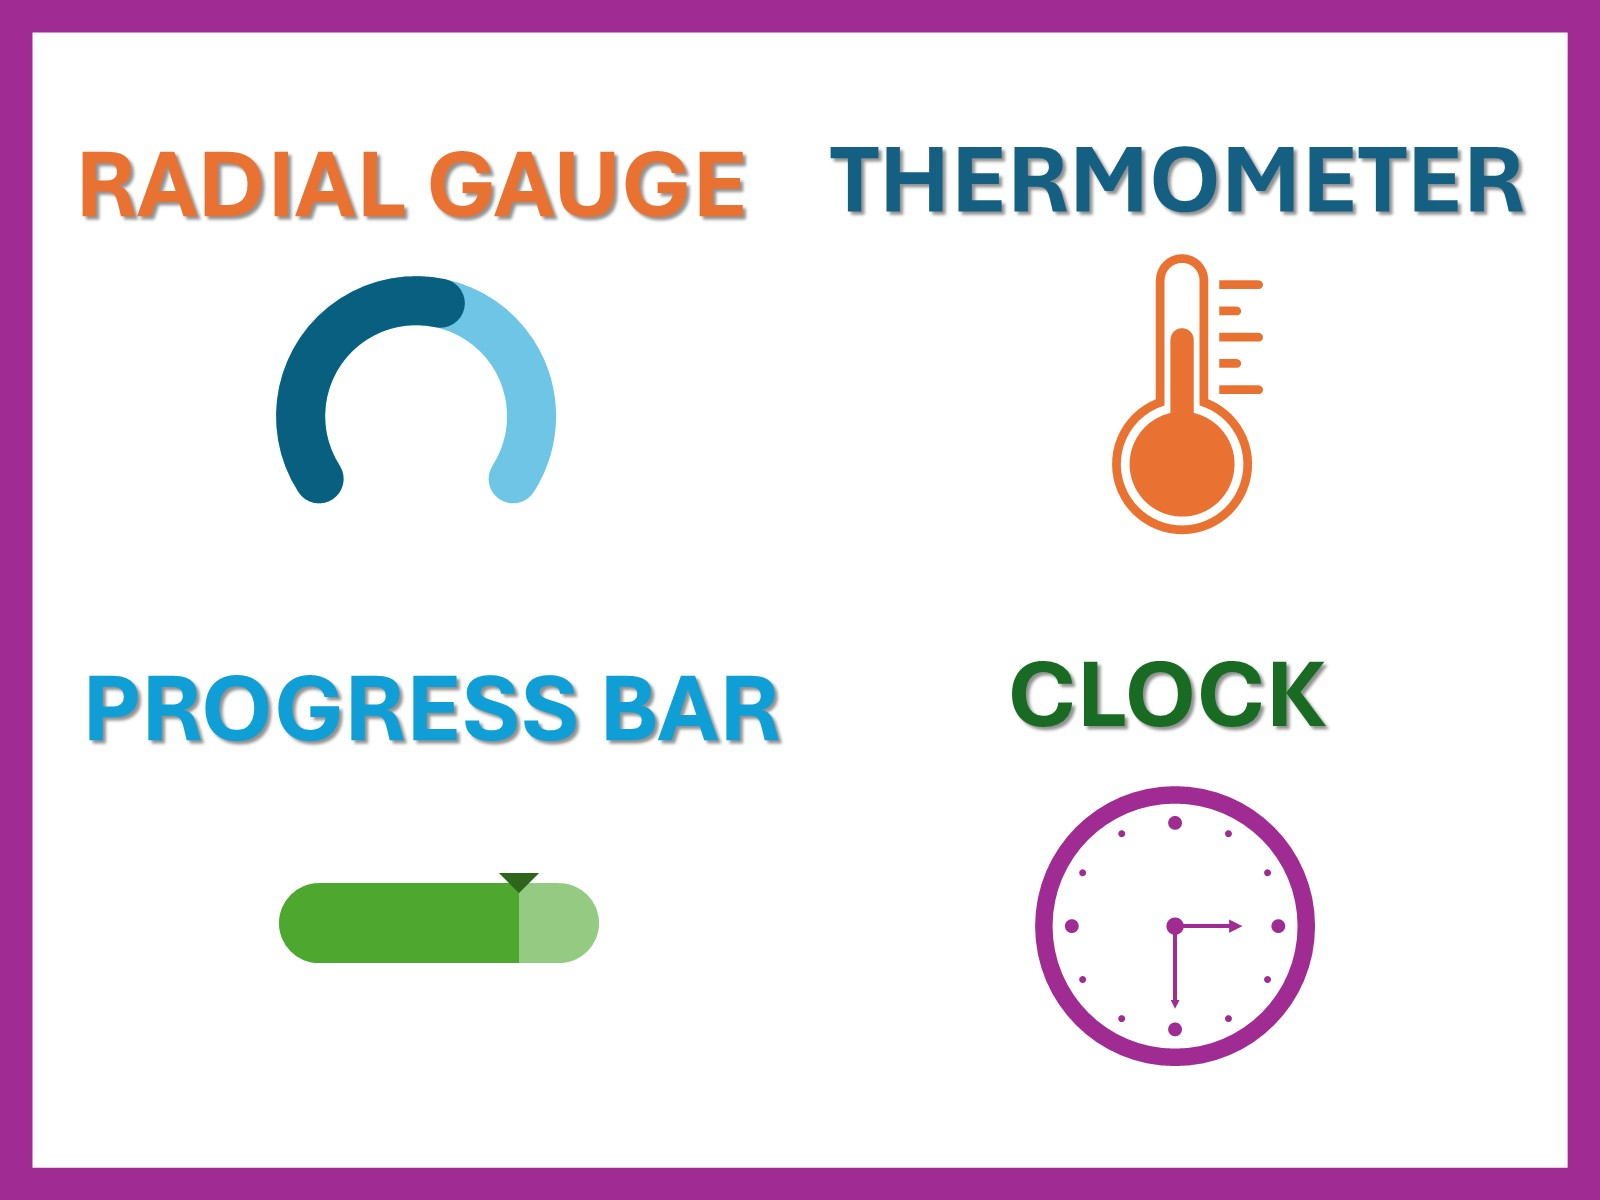 RADIAL GAUGE
THERMOMETER
PROGRESS BAR
CLOCK